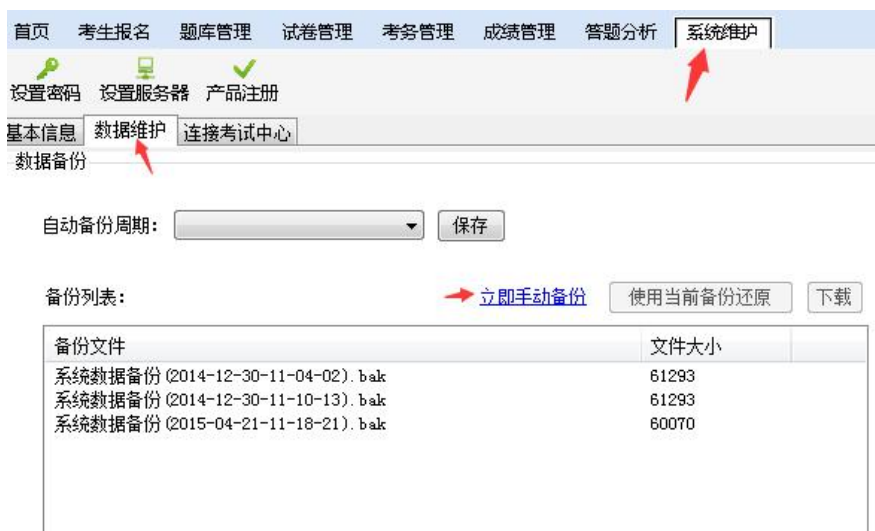 首页 考生报名 题库管理 试卷管理 考务管理 成绩管理 答题分析 系统维护
设置密码 设置服务器 产品注册
基本信息 数据维护 连接考试中心
数据备份
自动备份周期： 保存
备份列表： 立即手动备份 使用当前备份还原 下载
备份文件 文件大小
系统数据备份(2014-12-30-11-04-02).bak 61293
系统数据备份(2014-12-30-11-10-13).bak 61293
系统数据备份(2015-04-21-11-18-21).bak 60070